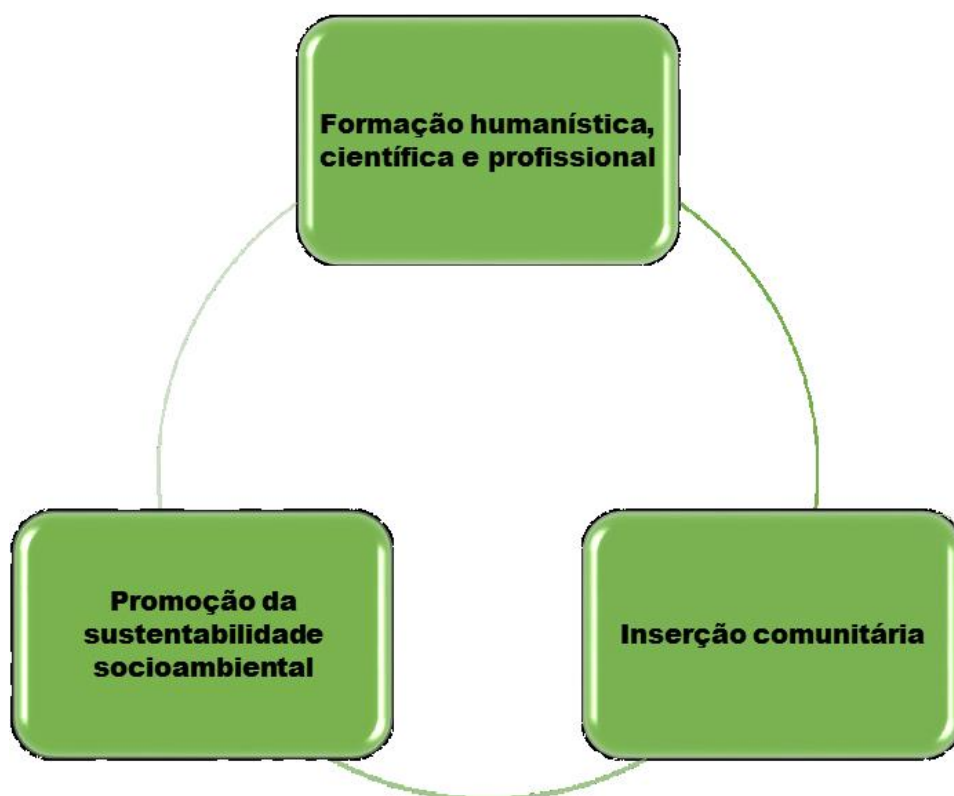 Formação humanística,
científica e profissional
Promoção da
sustentabilidade
socioambiental
Inserção comunitária